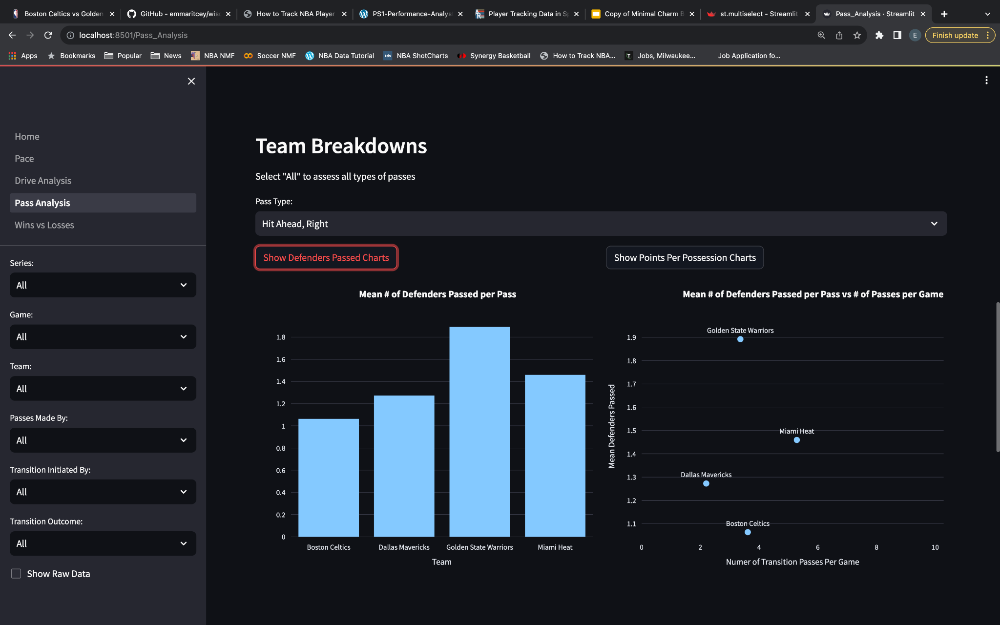 Boston Celtics vs Golden
GitHub - emmaritcey/wisc
How to Track NBA Player
PS1-Performance-Analyst
Player Tracking Data in Sp
Copy of Minimal Charm B
st.multiselect - Streamlit
Pass_Analysis · Streamlit
localhost:8501/Pass_Analysis
E
Finish update
Apps
Bookmarks
Popular
News
NBA NMF
Soccer NMF
NBA Data Tutorial
tds
NBA ShotCharts
Synergy Basketball
How to Track NBA...
Jobs, Milwaukee...
Job Application fo...
Home
Pace
Drive Analysis
Pass Analysis
Wins vs Losses
Series:
All
Game:
All
Team:
All
Passes Made By:
All
Transition Initiated By:
All
Transition Outcome:
All
Show Raw Data
Team Breakdowns
Select "All" to assess all types of passes
Pass Type:
Hit Ahead, Right
Show Defenders Passed Charts
Show Points Per Possession Charts
Mean # of Defenders Passed per Pass
1.8
1.6
1.4
1.2
1
0.8
0.6
0.4
0.2
0
Boston Celtics
Dallas Mavericks
Golden State Warriors
Miami Heat
Team
Mean # of Defenders Passed per Pass vs # of Passes per Game
Mean Defenders Passed
1.9
1.8
1.7
1.6
1.5
1.4
1.3
1.2
1.1
Golden State Warriors
Miami Heat
Dallas Mavericks
Boston Celtics
0
2
4
6
8
10
Numer of Transition Passes Per Game